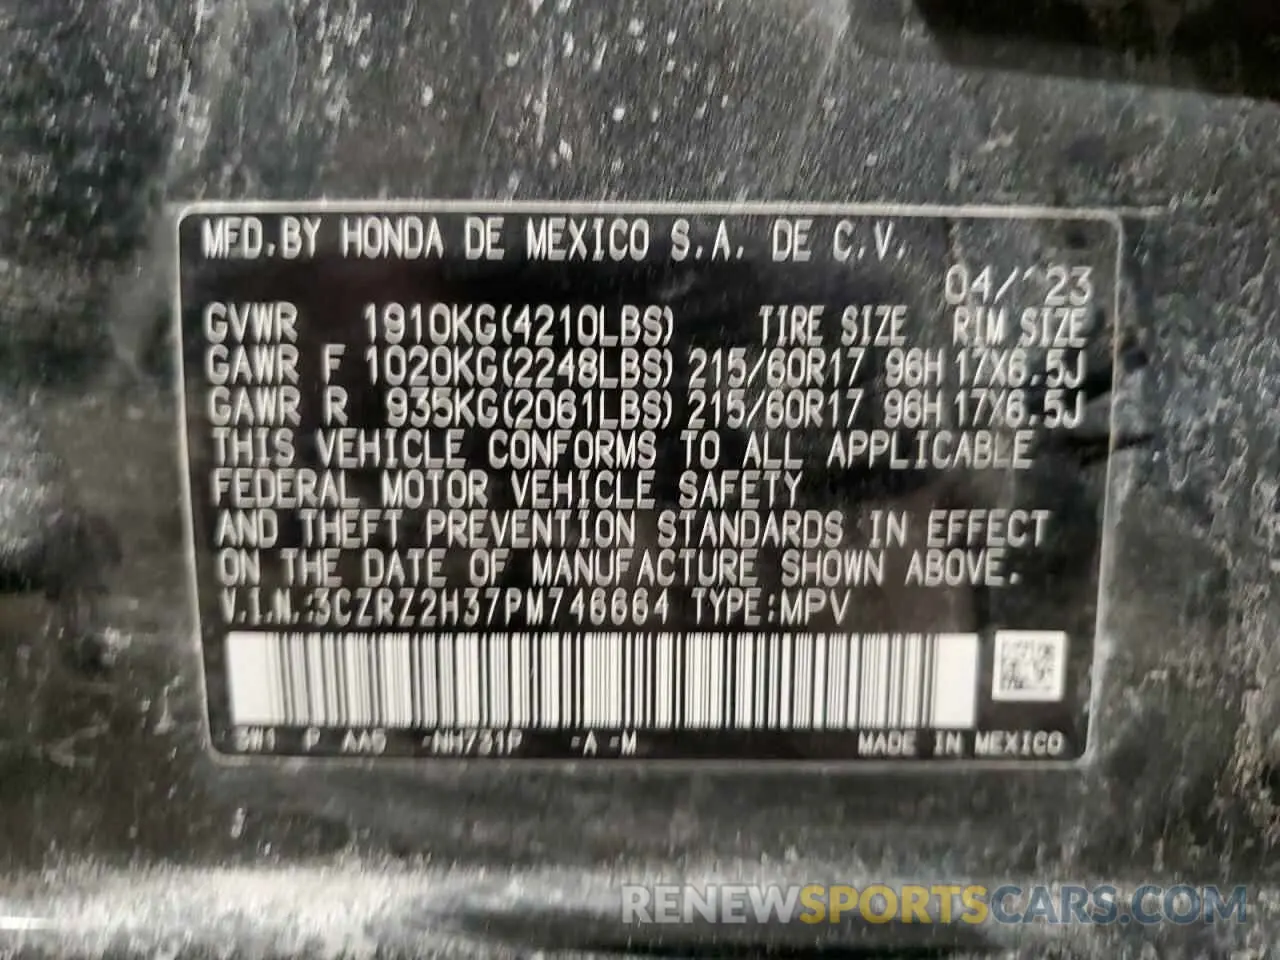 MFD.BY HONDA DE MEXICO S.A. DE C.V.
04/23
GVWR 1910KG(4210LBS) TIRE SIZE RIM SIZE
GAWR F 1020KG(2248LBS) 215/60R17 96H 17X6.5J
GAWR R 935KG(2061LBS) 215/60R17 96H 17X6.5J
THIS VEHICLE CONFORMS TO ALL APPLICABLE
FEDERAL MOTOR VEHICLE SAFETY
AND THEFT PREVENTION STANDARDS IN EFFECT
ON THE DATE OF MANUFACTURE SHOWN ABOVE.
V.I.N.:3CZRZ2H37PM746664 TYPE:MPV
3W1 P AAS -NH731P -A -M MADE IN MEXICO
RENEWSPORTSCARS.COM